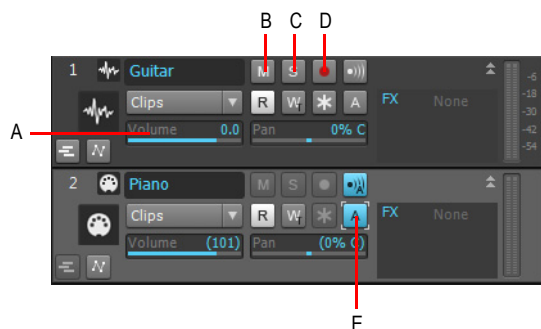 B C D
1 Guitar M S
-6
Clips R W * A FX None -18
-30
A Volume 0.0 Pan 0% C -42
-54
2 Piano M S A
Clips R W * A FX None
Volume (101) Pan (0% C)
E